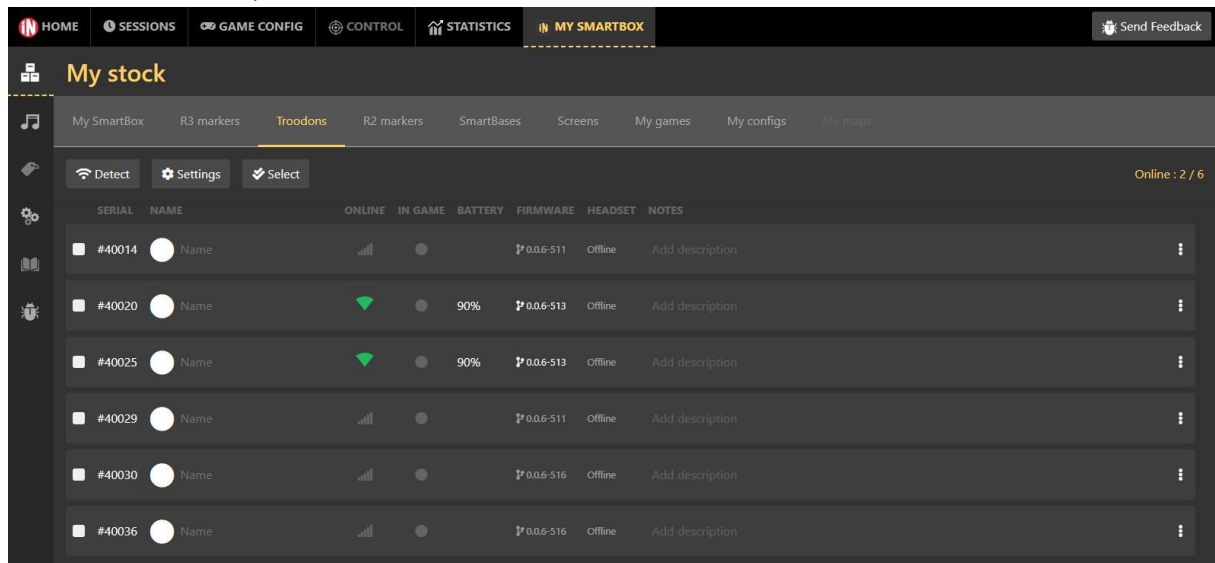 iN HOME SESSIONS GAME CONFIG CONTROL STATISTICS iN MY SMARTBOX Send Feedback
My stock
My SmartBox R3 markers Troodons R2 markers SmartBases Screens My games My configs My maps
Detect Settings Select Online : 2 / 6
SERIAL NAME ONLINE IN GAME BATTERY FIRMWARE HEADSET NOTES
#40014 Name 0.0.6-511 Offline Add description
#40020 Name 90% 0.0.6-513 Offline Add description
#40025 Name 90% 0.0.6-513 Offline Add description
#40029 Name 0.0.6-511 Offline Add description
#40030 Name 0.0.6-516 Offline Add description
#40036 Name 0.0.6-516 Offline Add description